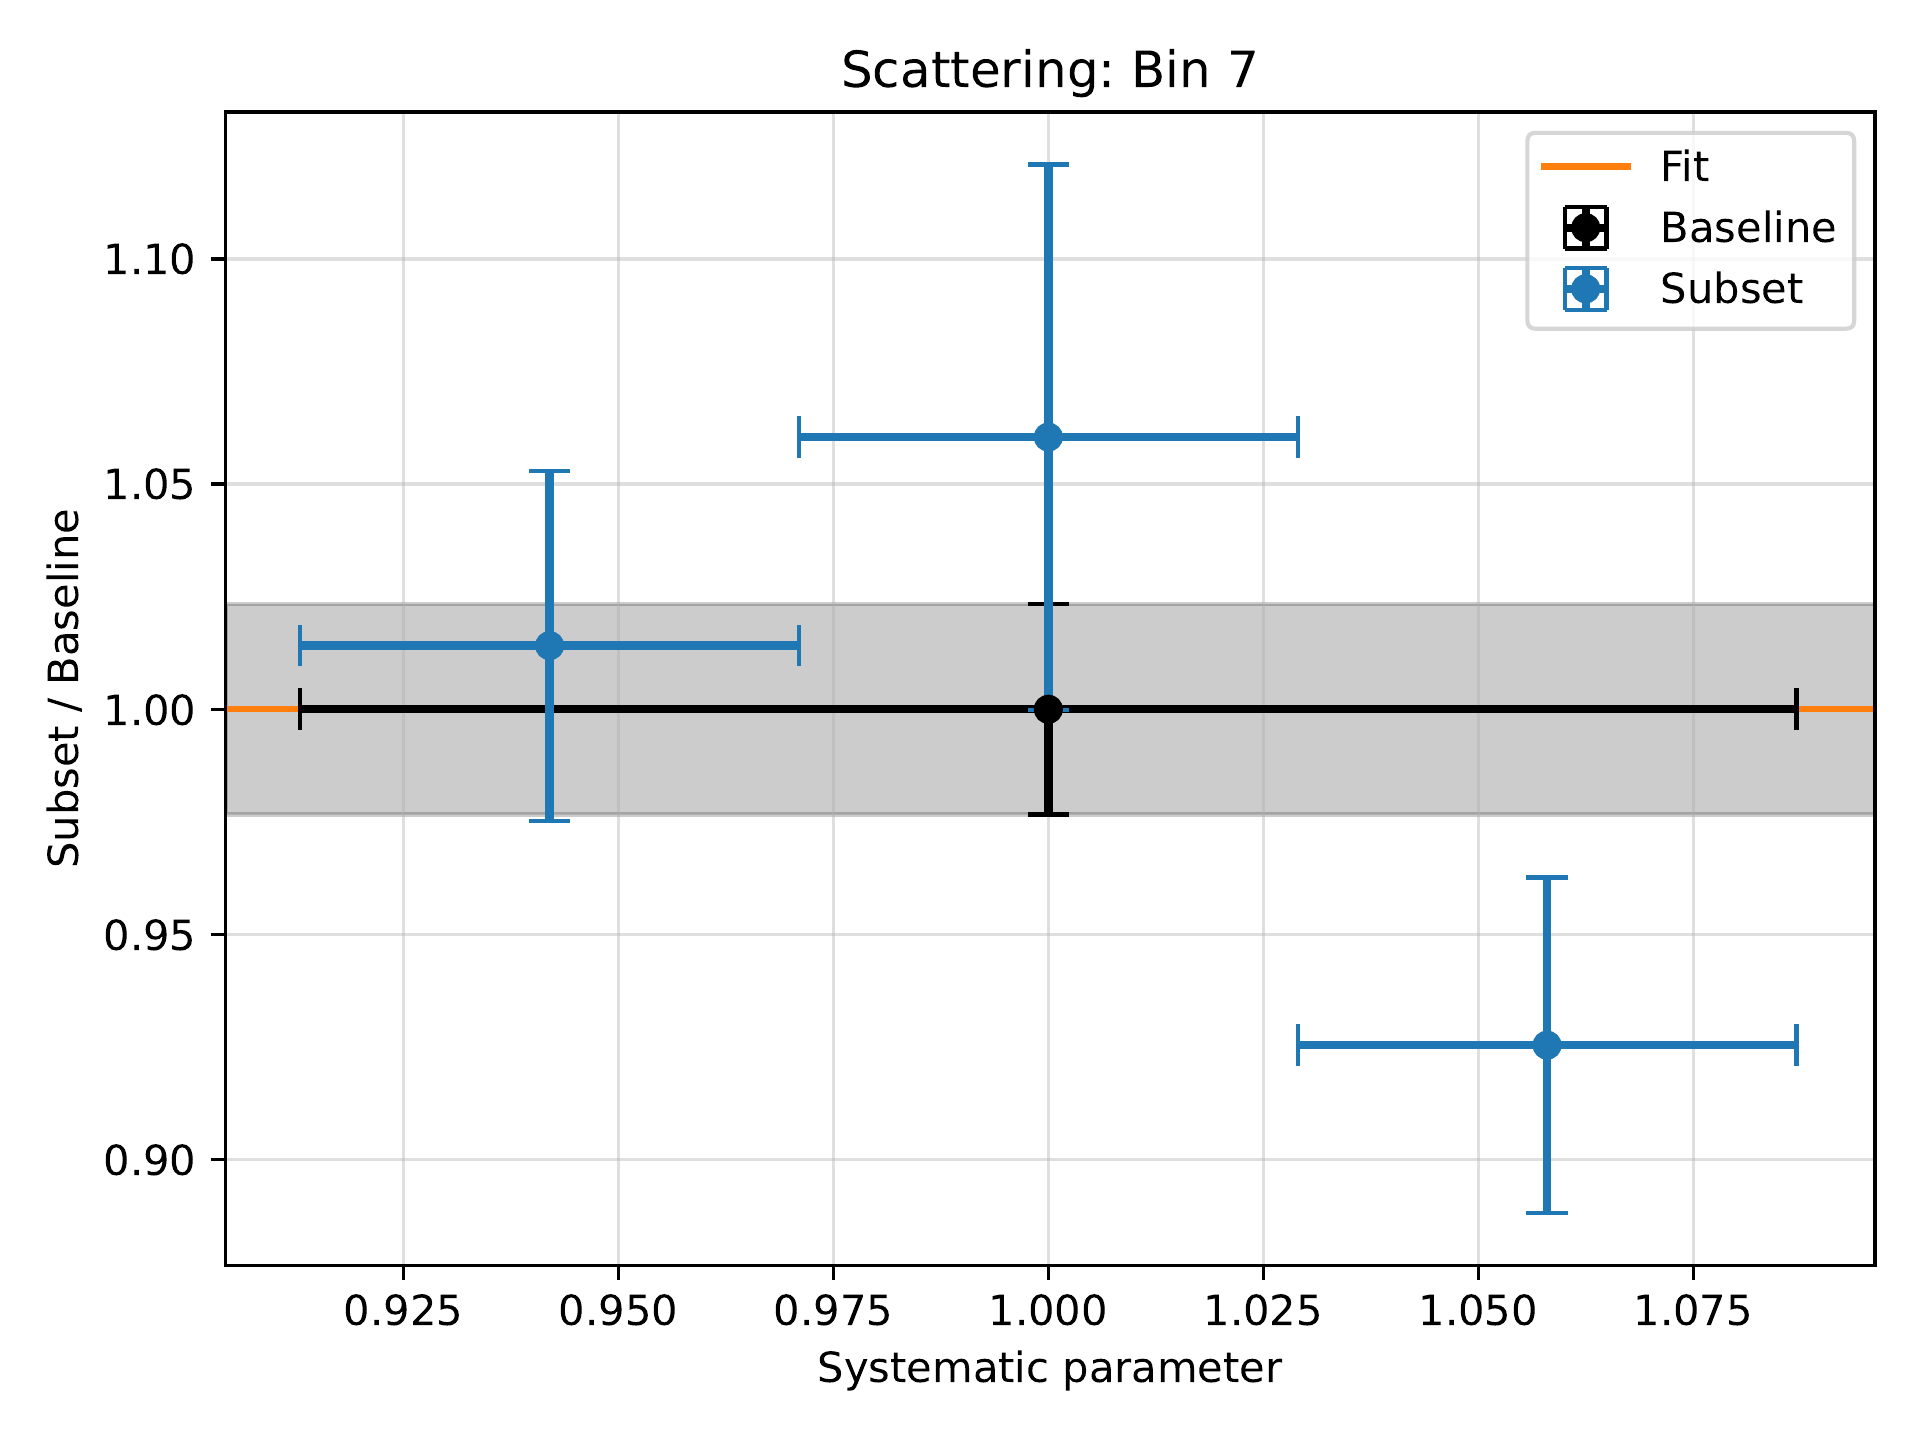 Scattering: Bin 7
Fit
Baseline
Subset
1.10
1.05
1.00
0.95
0.90
Subset / Baseline
0.925 0.950 0.975 1.000 1.025 1.050 1.075
Systematic parameter